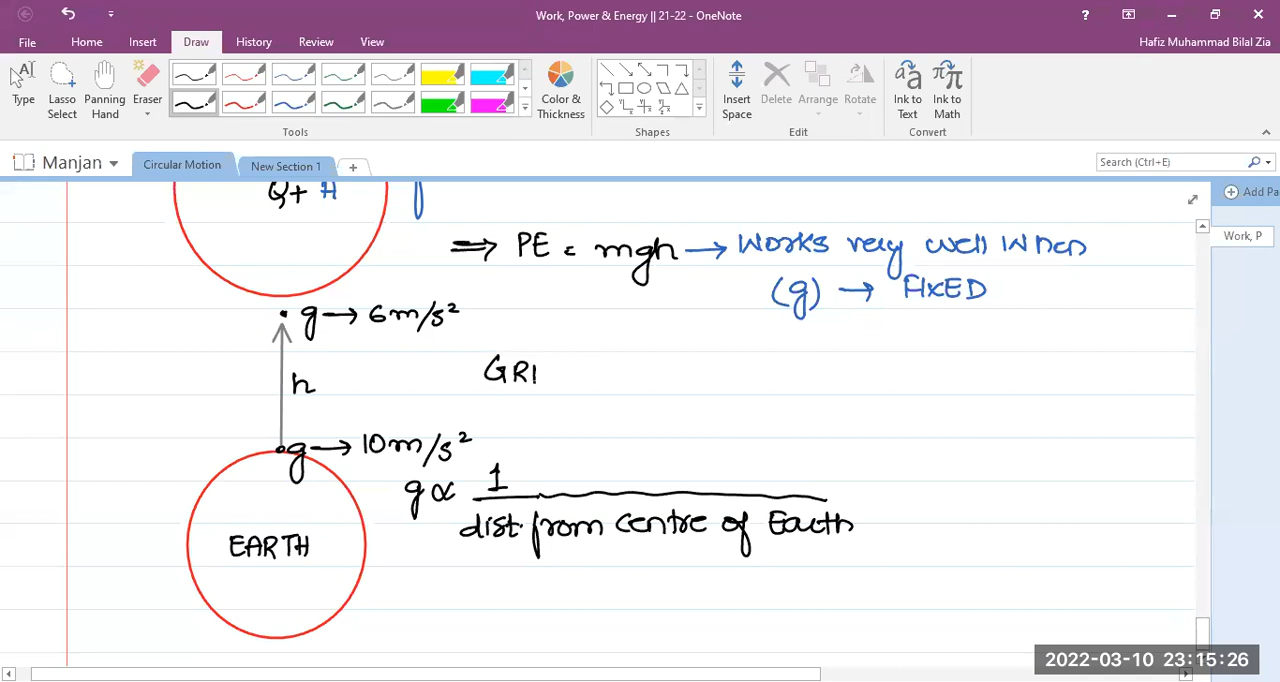 Work, Power & Energy || 21-22 - OneNote
?
File Home Insert Draw History Review View
Hafiz Muhammad Bilal Zia
Type
Lasso Select
Panning Hand
Eraser
Color & Thickness
Insert Space
Delete
Arrange
Rotate
Ink to Text
Ink to Math
Tools
Shapes
Edit
Convert
Manjan
Circular Motion
New Section 1
Search (Ctrl+E)
Add Pa
Work, P
Q+ H
⇒ PE = mgh → Works very well when
(g) → FIXED
g → 6m/s²
h
GRI
g → 10m/s²
g ∝ 1
dist. from centre of Earth
EARTH
2022-03-10 23:15:26